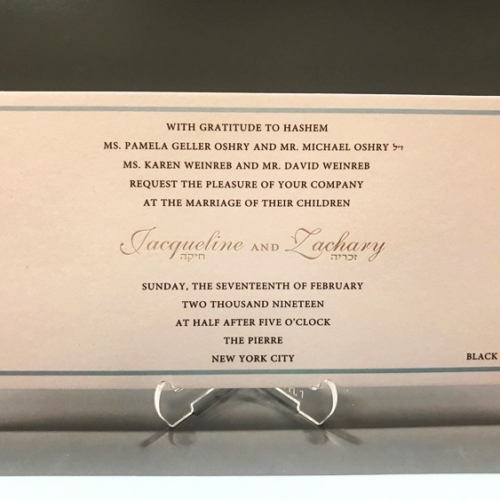 WITH GRATITUDE TO HASHEM
MS. PAMELA GELLER OSHRY AND MR. MICHAEL OSHRY ז״ל
MS. KAREN WEINREB AND MR. DAVID WEINREB
REQUEST THE PLEASURE OF YOUR COMPANY
AT THE MARRIAGE OF THEIR CHILDREN
Jacqueline AND Zachary
חיקה זכריה
SUNDAY, THE SEVENTEENTH OF FEBRUARY
TWO THOUSAND NINETEEN
AT HALF AFTER FIVE O'CLOCK
THE PIERRE
NEW YORK CITY
BLACK